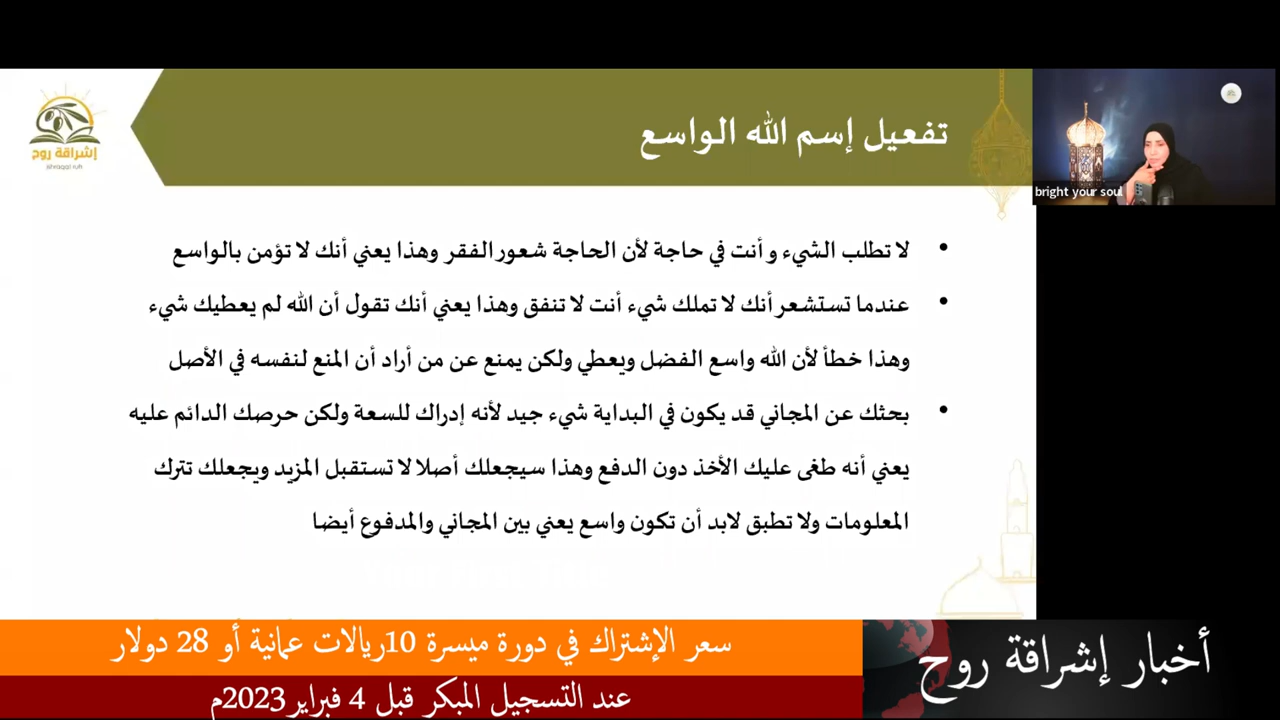 تفعيل إسم الله الواسع
إشراقة روح
ishraqat ruh
bright your soul
• لا تطلب الشيء و أنت في حاجة لأن الحاجة شعور الفقر وهذا يعني أنك لا تؤمن بالواسع
• عندما تستشعر أنك لا تملك شيء أنت لا تنفق وهذا يعني أنك تقول أن الله لم يعطيك شيء
وهذا خطأ لأن الله واسع الفضل ويعطي ولكن يمنع عن من أراد أن المنع لنفسه في الأصل
• بحثك عن المجاني قد يكون في البداية شيء جيد لأنه إدراك للسعة ولكن حرصك الدائم عليه
يعني أنه طغى عليك الأخذ دون الدفع وهذا سيجعلك أصلا لا تستقبل المزيد ويجعلك تترك
المعلومات ولا تطبق لابد أن تكون واسع يعني بين المجاني والمدفوع أيضا
أخبار إشراقة روح
سعر الإشتراك في دورة ميسرة 10ريالات عمانية أو 28 دولار
عند التسجيل المبكر قبل 4 فبراير2023م